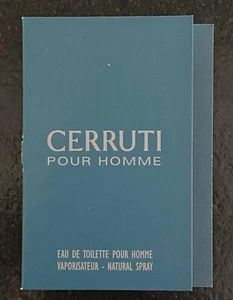 CERRUTI
POUR HOMME
EAU DE TOILETTE POUR HOMME
VAPORISATEUR - NATURAL SPRAY